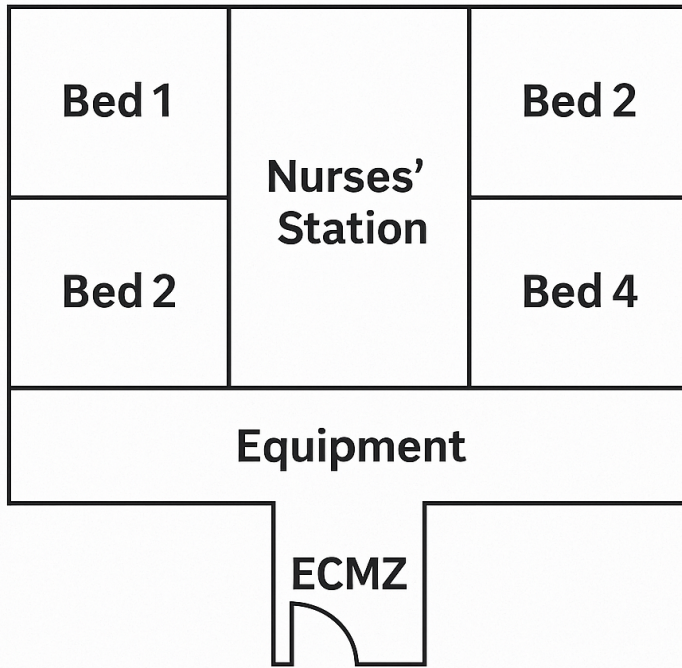 Bed 1
Nurses’
Station
Bed 2
Bed 2
Bed 4
Equipment
ECMZ